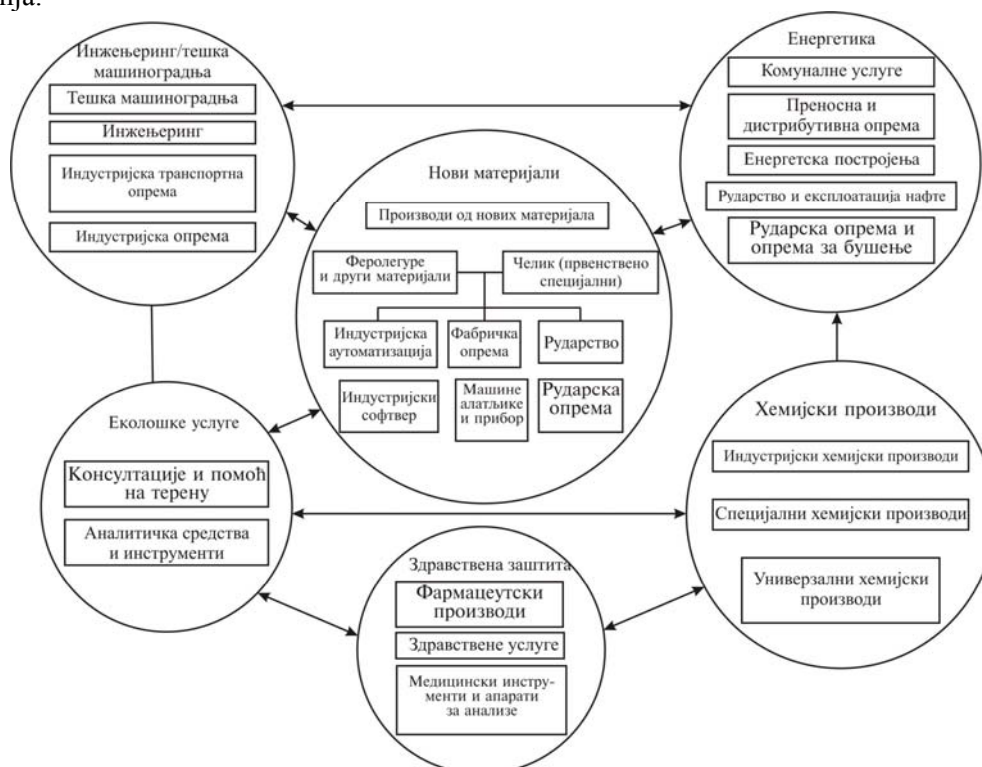 Инжењеринг/тешка
машиноградња
Тешка машиноградња
Инжењеринг
Индустријска транспортна
опрема
Индустријска опрема
Енергетика
Комуналне услуге
Преносна и
дистрибутивна опрема
Енергетска постројења
Рударство и експлоатација нафте
Рударска опрема и
опрема за бушење
Нови материјали
Производи од нових материјала
Феролегуре
и други материјали
Челик (првенствено
специјални)
Индустријска
аутоматизација
Фабричка
опрема
Рударство
Индустријски
софтвер
Машине
алатљике
и прибор
Рударска
опрема
Еколошке услуге
Консултације и помоћ
на терену
Аналитичка средства
и инструменти
Хемијски производи
Индустријски хемијски производи
Специјални хемијски производи
Универзални хемијски
производи
Здравствена заштита
Фармацеутски
производи
Здравствене услуге
Медицински инстру-
менти и апарати
за анализе